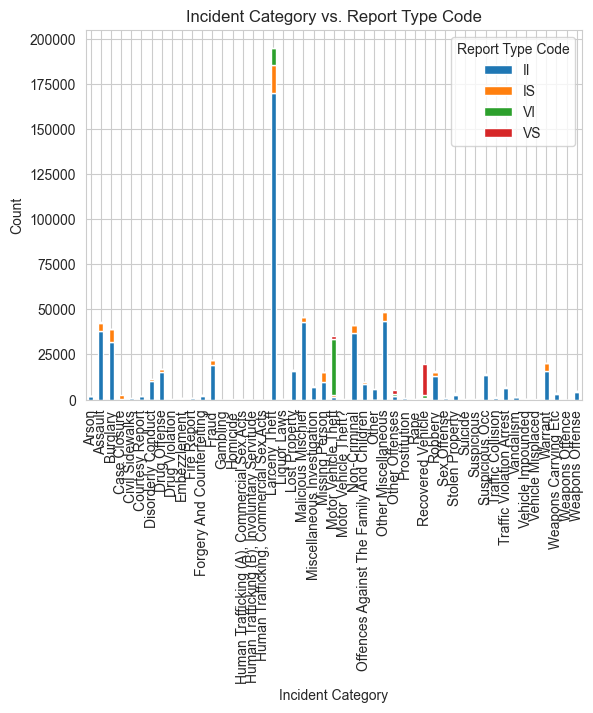 Incident Category vs. Report Type Code
Report Type Code
II
IS
VI
VS
200000
175000
150000
125000
100000
75000
50000
25000
0
Count
Arson
Assault
Burglary
Case Closure
Civil Sidewalks
Courtesy Report
Disorderly Conduct
Drug Offense
Drug Violation
Embezzlement
Fire Report
Forgery And Counterfeiting
Fraud
Gambling
Homicide
Human Trafficking (A), Commercial Sex Acts
Human Trafficking (B), Involuntary Servitude
Human Trafficking, Commercial Sex Acts
Larceny Theft
Liquor Laws
Lost Property
Malicious Mischief
Miscellaneous Investigation
Missing Person
Motor Vehicle Theft
Motor Vehicle Theft?
Non-Criminal
Offences Against The Family And Children
Other
Other Miscellaneous
Other Offenses
Prostitution
Rape
Recovered Vehicle
Robbery
Sex Offense
Stolen Property
Suicide
Suspicious
Suspicious Occ
Traffic Collision
Traffic Violation Arrest
Vandalism
Vehicle Impounded
Vehicle Misplaced
Warrant
Weapons Carrying Etc
Weapons Offence
Weapons Offense
Incident Category